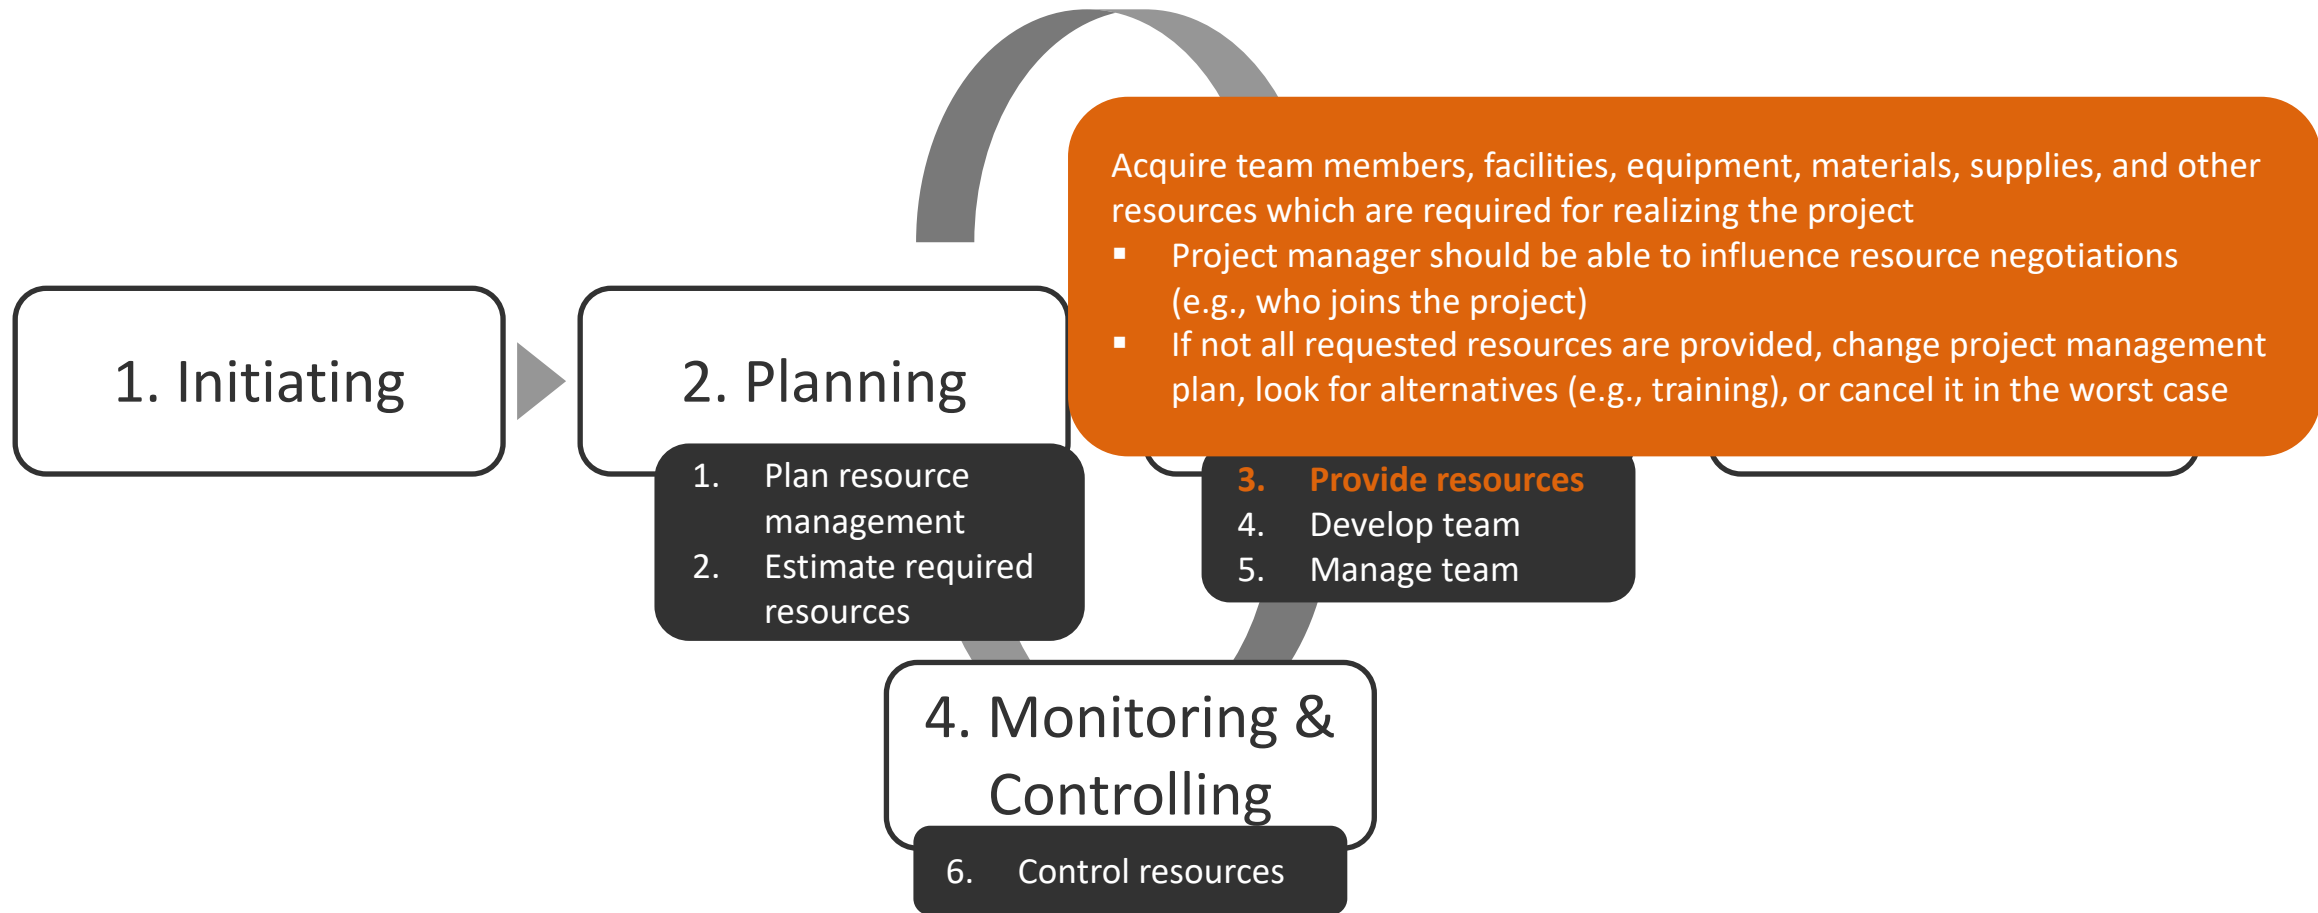 Acquire team members, facilities, equipment, materials, supplies, and other
resources which are required for realizing the project
▪ Project manager should be able to influence resource negotiations
(e.g., who joins the project)
▪ If not all requested resources are provided, change project management
plan, look for alternatives (e.g., training), or cancel it in the worst case
1. Initiating
2. Planning
1. Plan resource
management
2. Estimate required
resources
3. Provide resources
4. Develop team
5. Manage team
4. Monitoring &
Controlling
6. Control resources